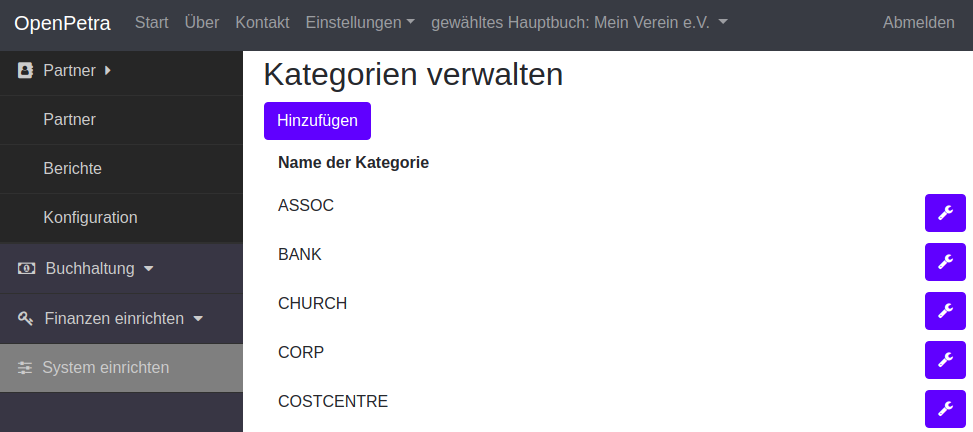 OpenPetra Start Über Kontakt Einstellungen gewähltes Hauptbuch: Mein Verein e.V. Abmelden
Partner
Partner
Berichte
Konfiguration
Buchhaltung
Finanzen einrichten
System einrichten
Kategorien verwalten
Hinzufügen
Name der Kategorie
ASSOC
BANK
CHURCH
CORP
COSTCENTRE